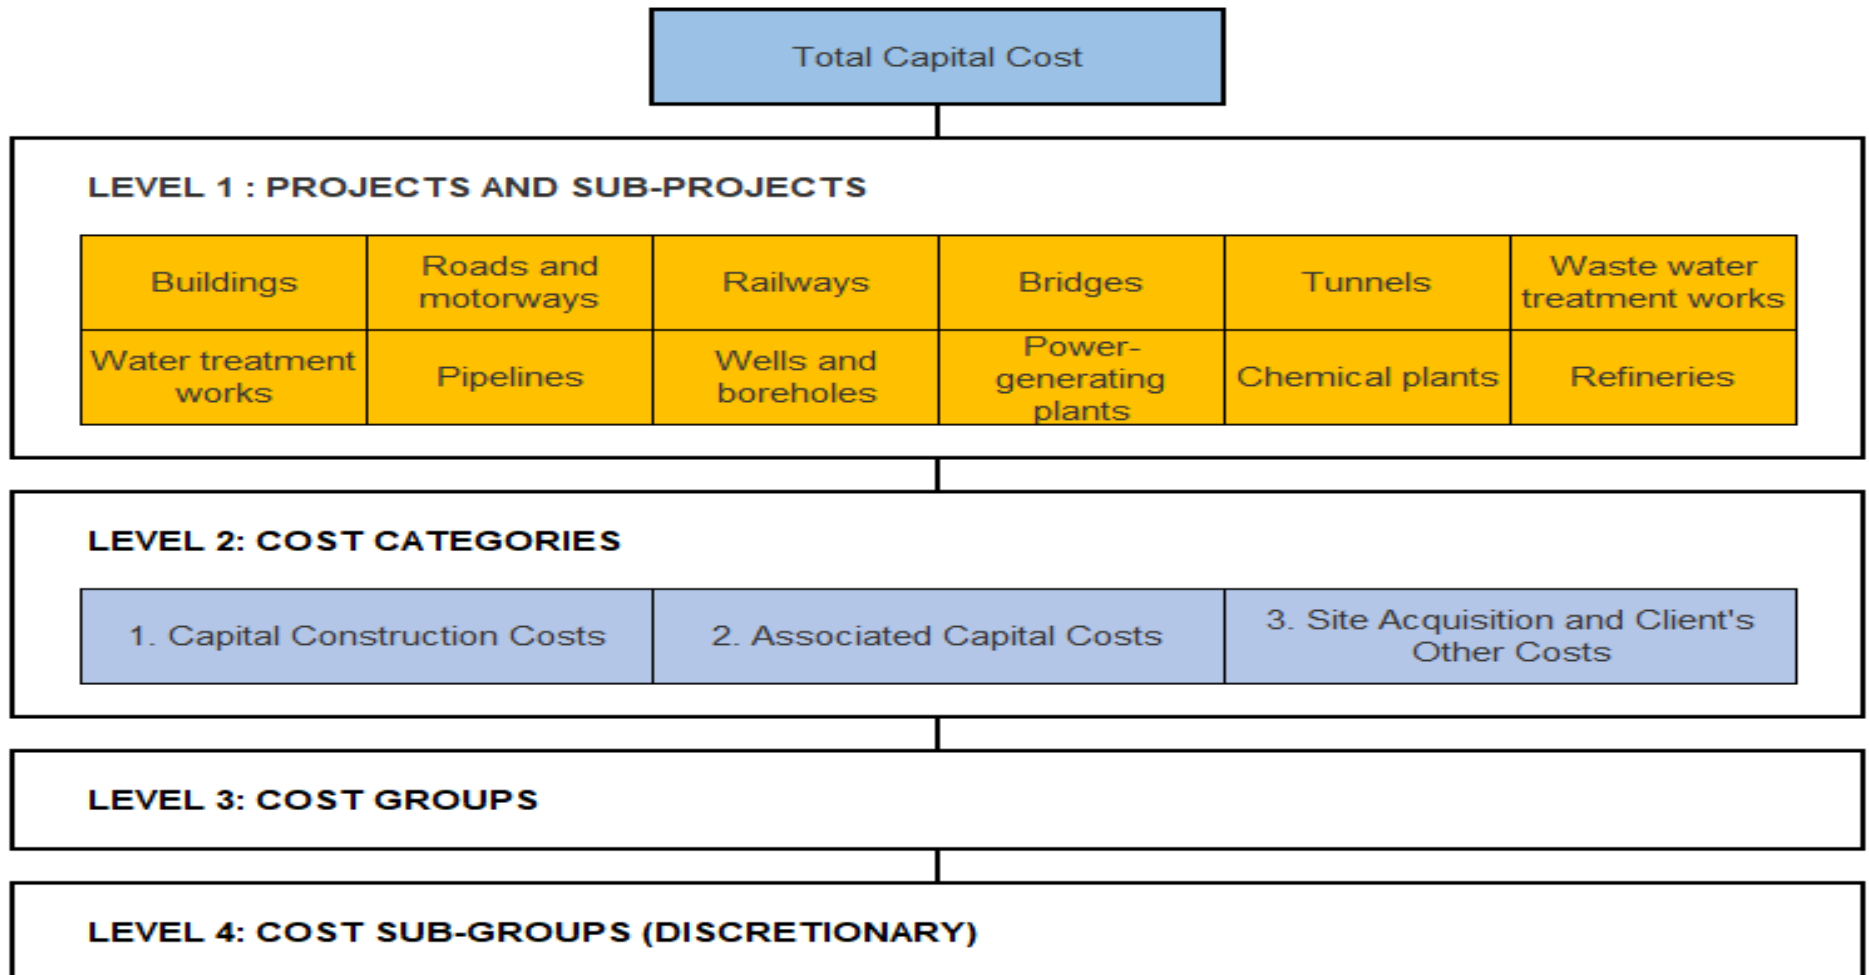 Total Capital Cost
LEVEL 1 : PROJECTS AND SUB-PROJECTS
Buildings
Roads and
motorways
Railways
Bridges
Tunnels
Waste water
treatment works
Water treatment
works
Pipelines
Wells and
boreholes
Power-
generating
plants
Chemical plants
Refineries
LEVEL 2: COST CATEGORIES
1. Capital Construction Costs
2. Associated Capital Costs
3. Site Acquisition and Client's
Other Costs
LEVEL 3: COST GROUPS
LEVEL 4: COST SUB-GROUPS (DISCRETIONARY)